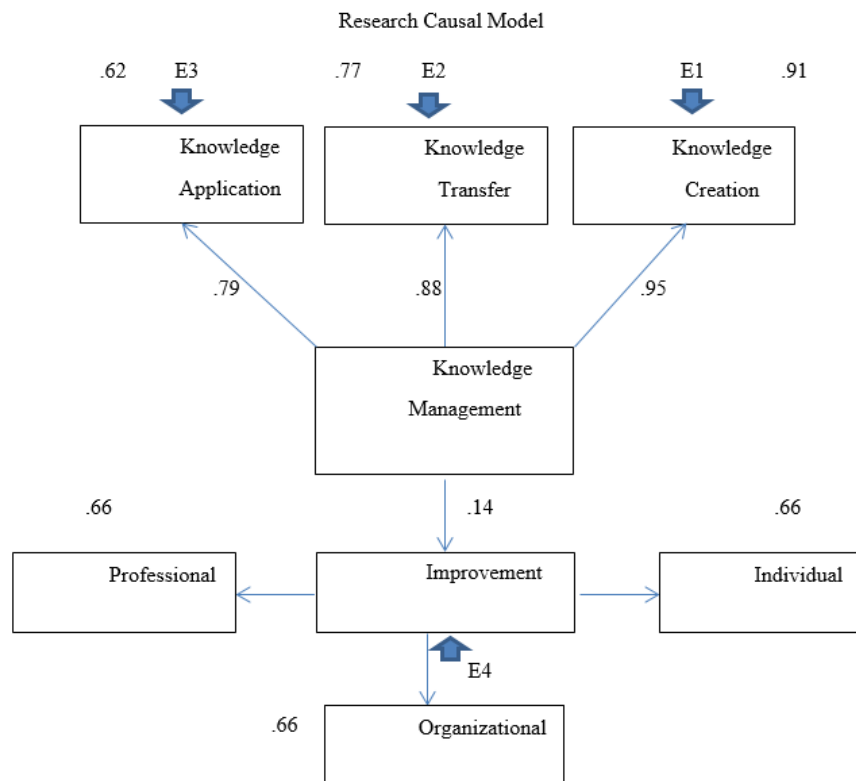 Research Causal Model
.62 E3 .77 E2 E1 .91
Knowledge
Application
Knowledge
Transfer
Knowledge
Creation
.79 .88 .95
Knowledge
Management
.66 .14 .66
Professional
Improvement
Individual
E4
.66 Organizational